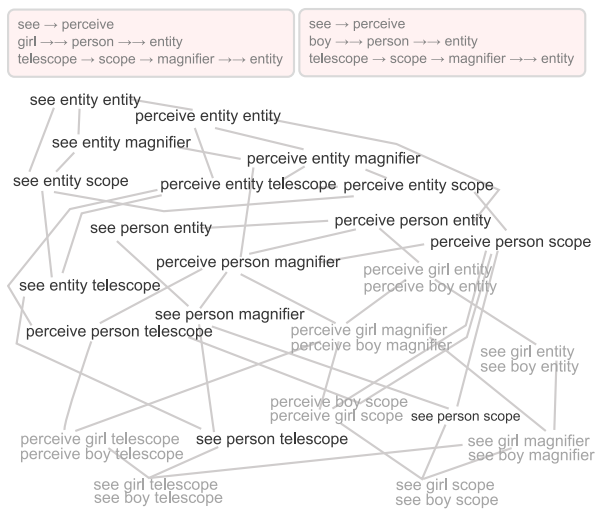 see → perceive
girl →→ person →→ entity
telescope → scope → magnifier →→ entity
see → perceive
boy →→ person →→ entity
telescope → scope → magnifier →→ entity
see entity entity
perceive entity entity
see entity magnifier
perceive entity magnifier
see entity scope
perceive entity telescope
perceive entity scope
see person entity
perceive person entity
perceive person scope
perceive person magnifier
perceive girl entity
perceive boy entity
see entity telescope
see person magnifier
perceive person telescope
perceive girl magnifier
perceive boy magnifier
see girl entity
see boy entity
perceive boy scope
perceive girl scope
see person scope
perceive girl telescope
perceive boy telescope
see person telescope
see girl magnifier
see boy magnifier
see girl telescope
see boy telescope
see girl scope
see boy scope